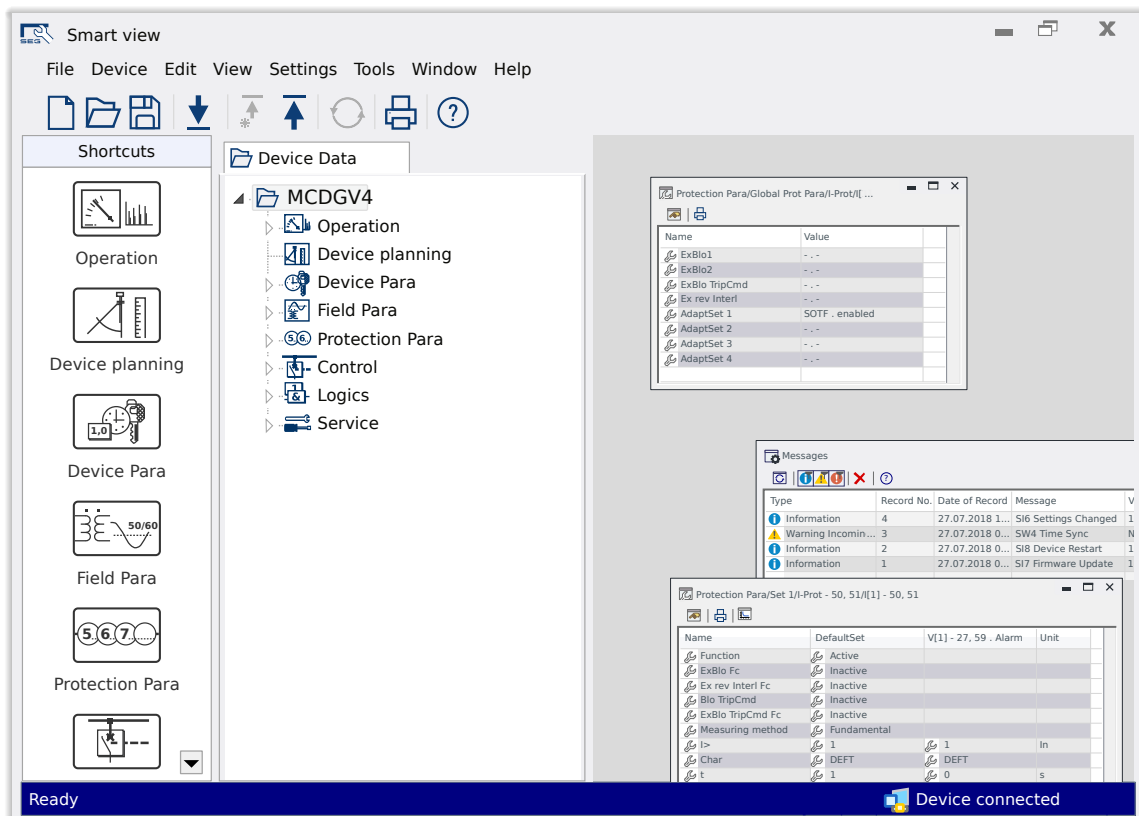 SEG Smart view
File Device Edit View Settings Tools Window Help
Shortcuts
Operation
Device planning
1,0
Device Para
50/60
Field Para
5 6 7
Protection Para
Device Data
MCDGV4
Operation
Device planning
Device Para
Field Para
5 6 Protection Para
Control
1 & Logics
Service
Protection Para/Global Prot Para/I-Prot/I[ ...
Name Value
ExBlo1 - . -
ExBlo2 - . -
ExBlo TripCmd - . -
Ex rev Interl - . -
AdaptSet 1 SOTF . enabled
AdaptSet 2 - . -
AdaptSet 3 - . -
AdaptSet 4 - . -
Messages
Type Record No. Date of Record Message V
Information 4 27.07.2018 1... SI6 Settings Changed 1
Warning Incomin... 3 27.07.2018 0... SW4 Time Sync N
Information 2 27.07.2018 0... SI8 Device Restart 1
Information 1 27.07.2018 0... SI7 Firmware Update 1
Protection Para/Set 1/I-Prot - 50, 51/I[1] - 50, 51
Name DefaultSet V[1] - 27, 59 . Alarm Unit
Function Active
ExBlo Fc Inactive
Ex rev Interl Fc Inactive
Blo TripCmd Inactive
ExBlo TripCmd Fc Inactive
Measuring method Fundamental
I> 1 1 In
Char DEFT DEFT
t 1 0 s
Ready Device connected